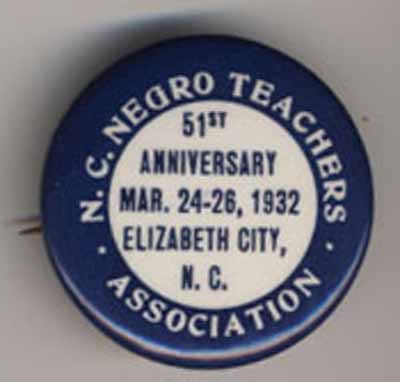 · N. C. NEGRO TEACHERS ·
ASSOCIATION
51ST
ANNIVERSARY
MAR. 24-26, 1932
ELIZABETH CITY,
N. C.